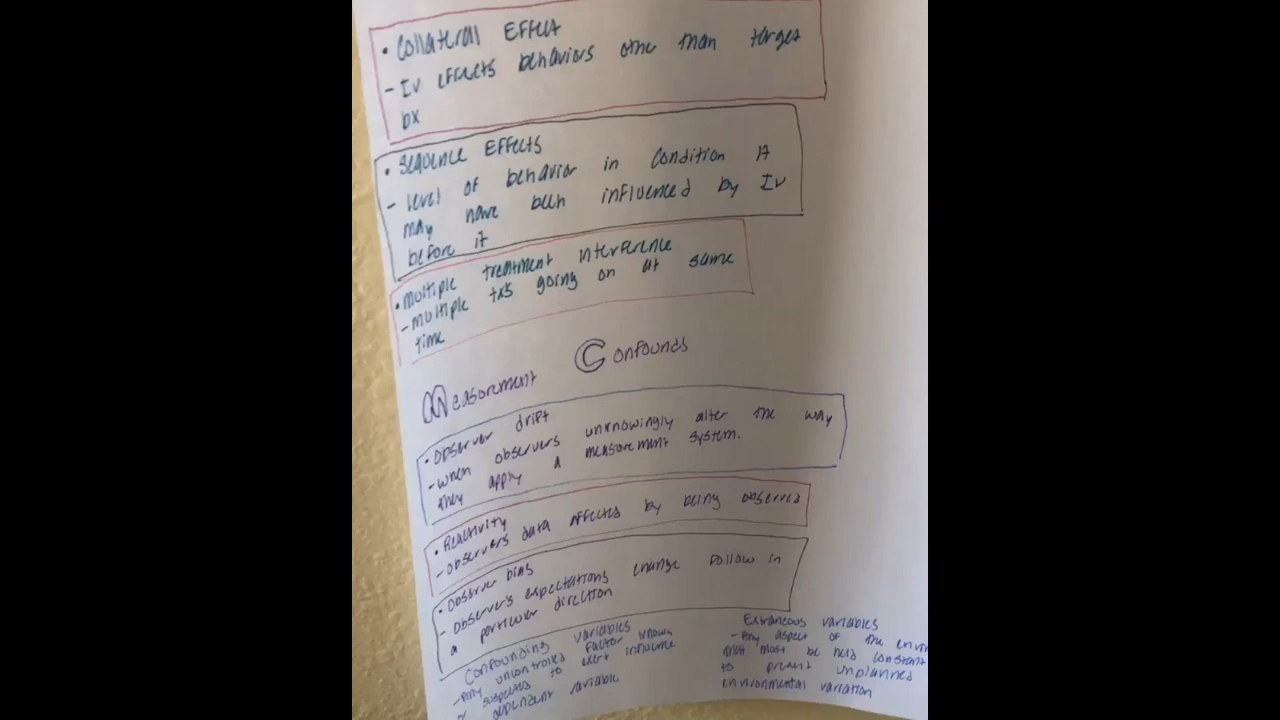 • Collateral Effect
- IV effects behaviors other than target
bx
• Sequence Effects
- level of behavior in Condition A
may have been influenced by IV
before it
• Multiple treatment interference
- Multiple txs going on at same
time
Measurement Confounds
• Observer drift
- when observers unknowingly alter the way
they apply a measurement system.
• Reactivity
- Observers data effected by being observed
• Observer bias
- Observer's expectations change follow in
a particular direction
Confounding variables
- Any uncontrolled factor known
or suspected to exert influence
dependent variable
Extraneous variables
- Any aspect of the envir
that must be held constant
to prevent unplanned
environmental variation